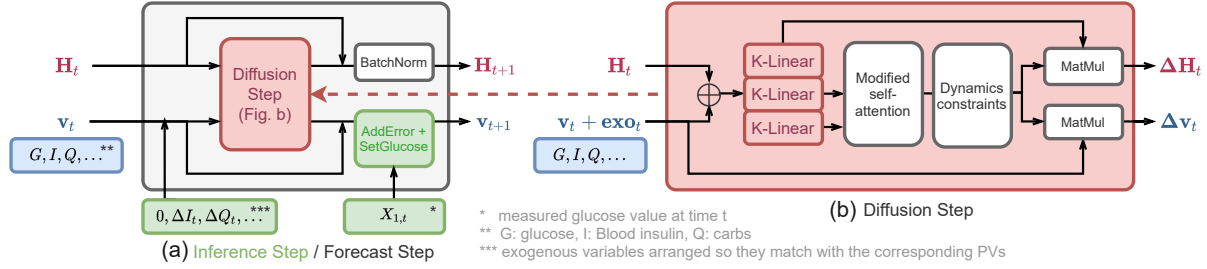 H_t
v_t
G, I, Q, ...**
0, ΔI_t, ΔQ_t, ...***
Diffusion
Step
(Fig. b)
BatchNorm
AddError +
SetGlucose
X_{1,t} *
H_{t+1}
v_{t+1}
(a) Inference Step / Forecast Step
H_t
v_t + exo_t
G, I, Q, ...
K-Linear
K-Linear
K-Linear
Modified
self-
attention
Dynamics
constraints
MatMul
MatMul
ΔH_t
Δv_t
(b) Diffusion Step
* measured glucose value at time t
** G: glucose, I: Blood insulin, Q: carbs
*** exogenous variables arranged so they match with the corresponding PVs